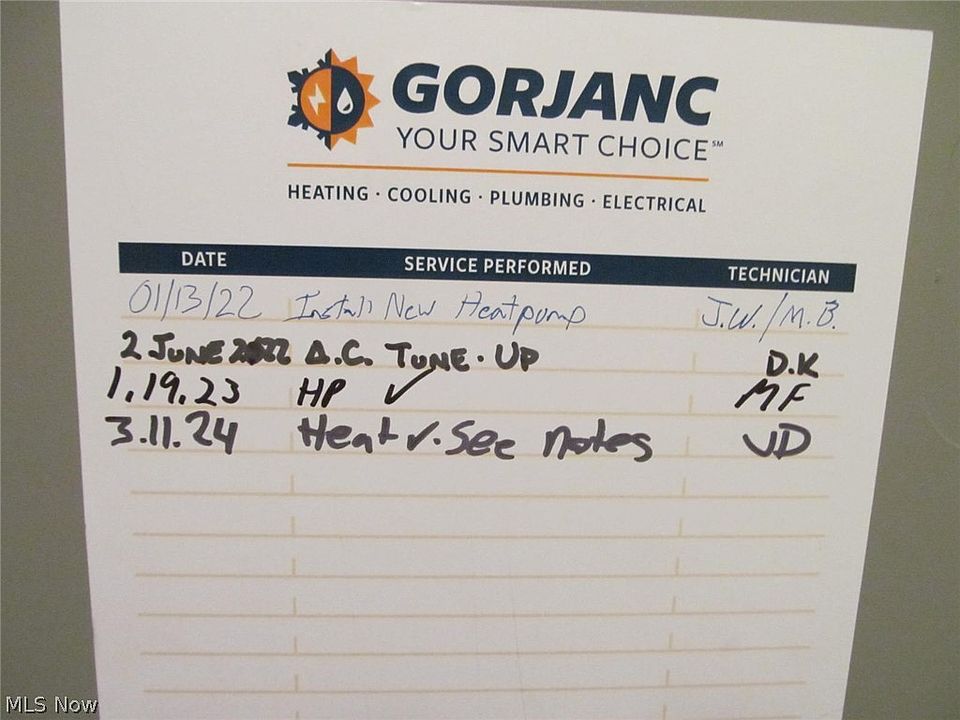 GORJANC
YOUR SMART CHOICE℠
HEATING · COOLING · PLUMBING · ELECTRICAL
DATE SERVICE PERFORMED TECHNICIAN
01/13/22 Install New Heatpump J.W./M.B.
2 JUNE 2022 A.C. TUNE-UP D.K
1.19.23 HP ✓ MF
3.11.24 Heat ✓. See notes JD
MLS Now